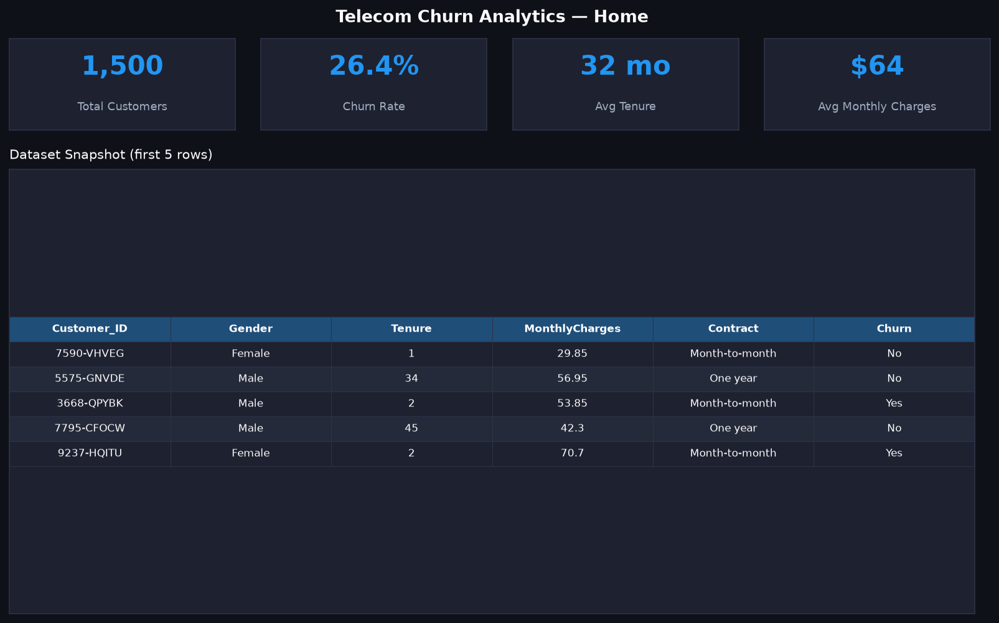 Telecom Churn Analytics — Home
1,500 26.4% 32 mo $64
Total Customers Churn Rate Avg Tenure Avg Monthly Charges
Dataset Snapshot (first 5 rows)
Customer_ID Gender Tenure MonthlyCharges Contract Churn
7590-VHVEG Female 1 29.85 Month-to-month No
5575-GNVDE Male 34 56.95 One year No
3668-QPYBK Male 2 53.85 Month-to-month Yes
7795-CFOCW Male 45 42.3 One year No
9237-HQITU Female 2 70.7 Month-to-month Yes